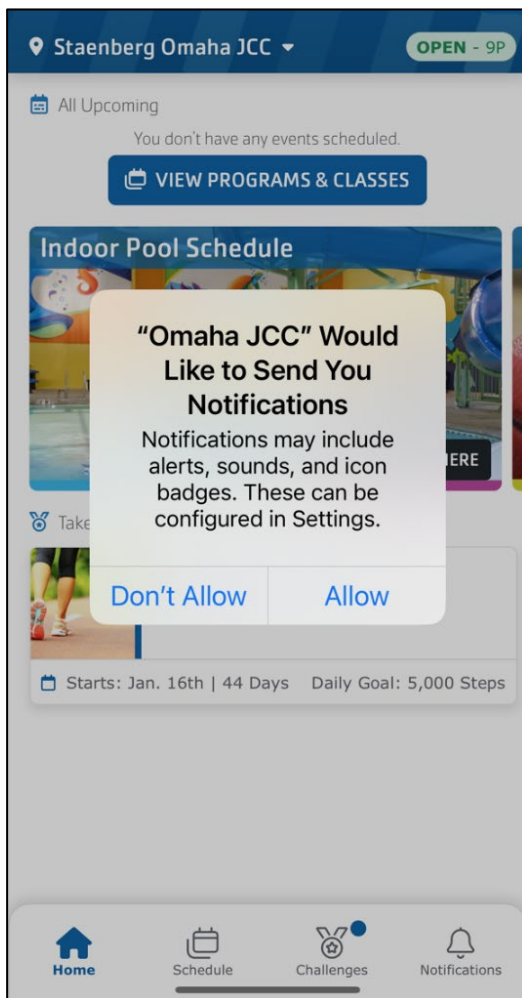 Staenberg Omaha JCC
OPEN - 9P
All Upcoming
You don't have any events scheduled.
VIEW PROGRAMS & CLASSES
Indoor Pool Schedule
"Omaha JCC" Would
Like to Send You
Notifications
Notifications may include
alerts, sounds, and icon
badges. These can be
configured in Settings.
ERE
Take
Don't Allow
Allow
Starts: Jan. 16th | 44 Days
Daily Goal: 5,000 Steps
Home
Schedule
Challenges
Notifications